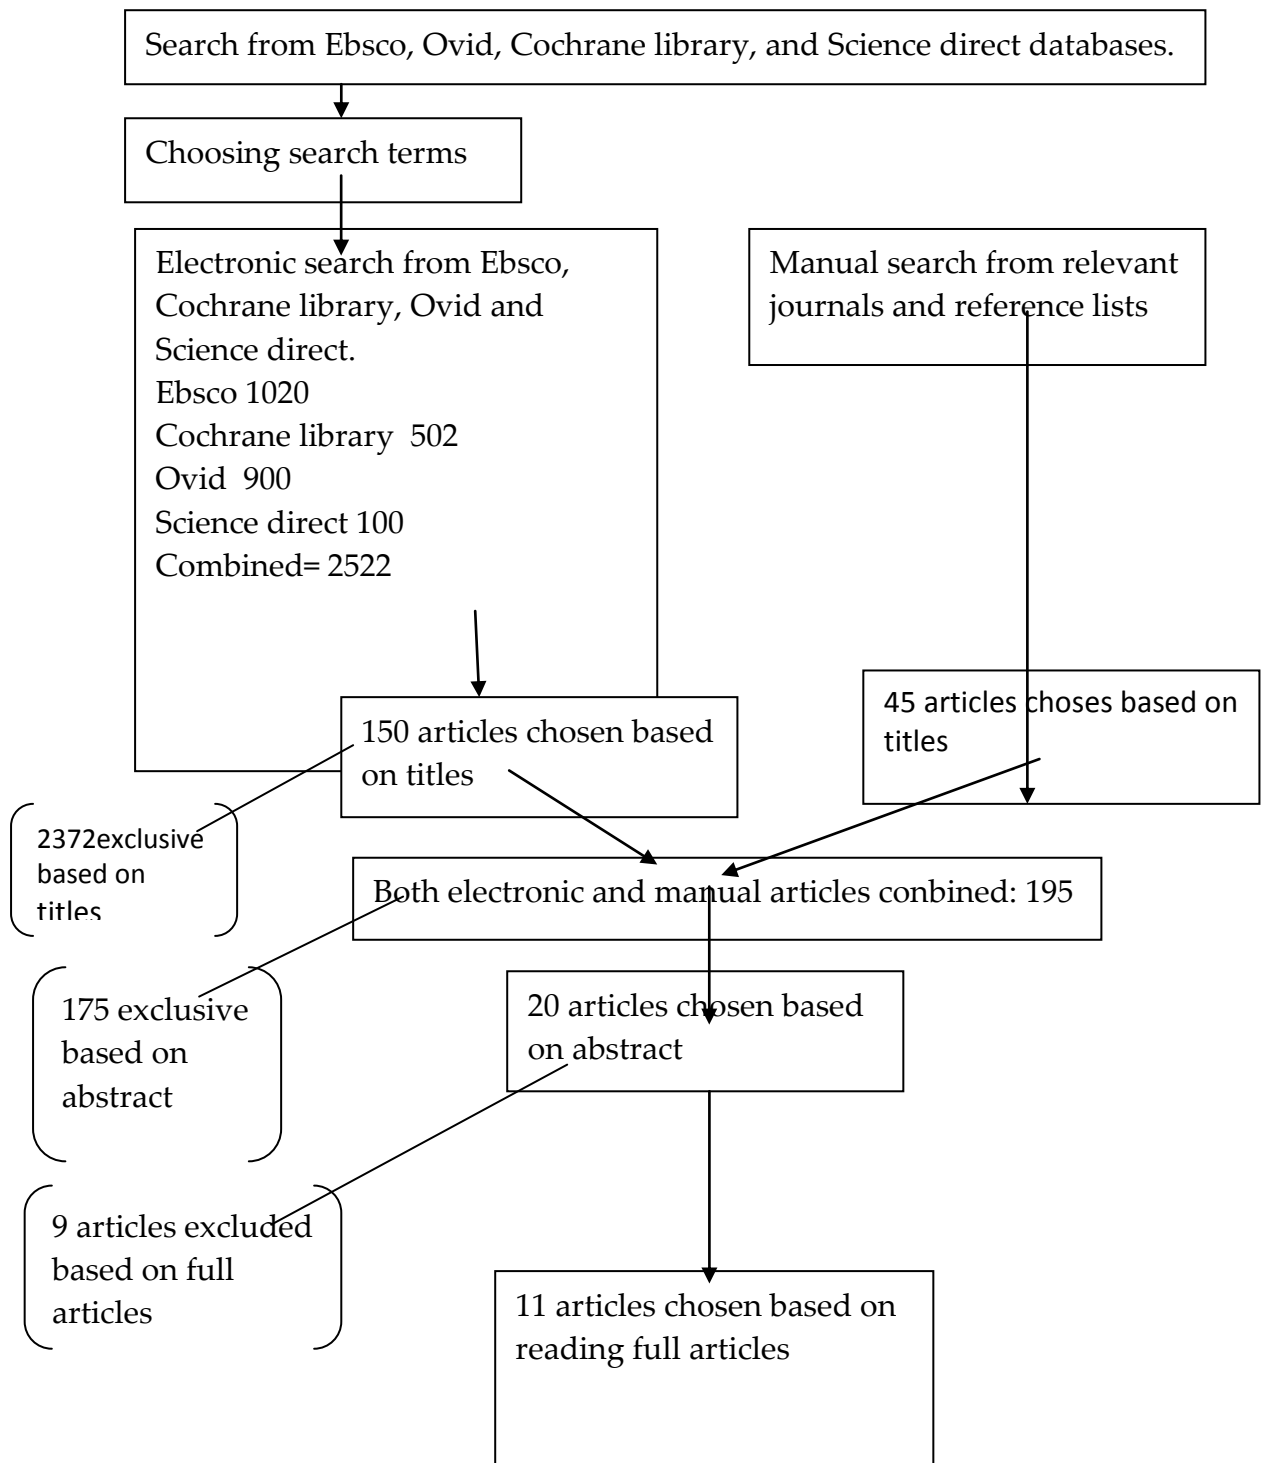 Search from Ebsco, Ovid, Cochrane library, and Science direct databases.
Choosing search terms
Electronic search from Ebsco,
Cochrane library, Ovid and
Science direct.
Ebsco 1020
Cochrane library  502
Ovid  900
Science direct 100
Combined= 2522
Manual search from relevant
journals and reference lists
150 articles chosen based
on titles
45 articles choses based on
titles
2372exclusive
based on
titles
Both electronic and manual articles conbined: 195
175 exclusive
based on
abstract
20 articles chosen based
on abstract
9 articles excluded
based on full
articles
11 articles chosen based on
reading full articles